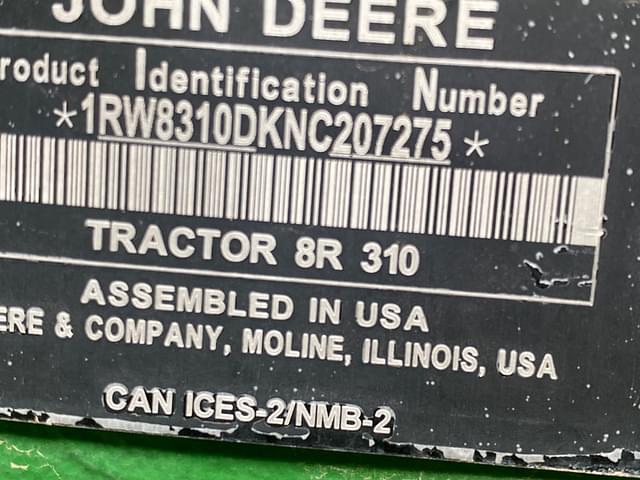 JOHN DEERE
roduct Identification Number
*1RW8310DKNC207275*
TRACTOR 8R 310
ASSEMBLED IN USA
ERE & COMPANY, MOLINE, ILLINOIS, USA
CAN ICES-2/NMB-2